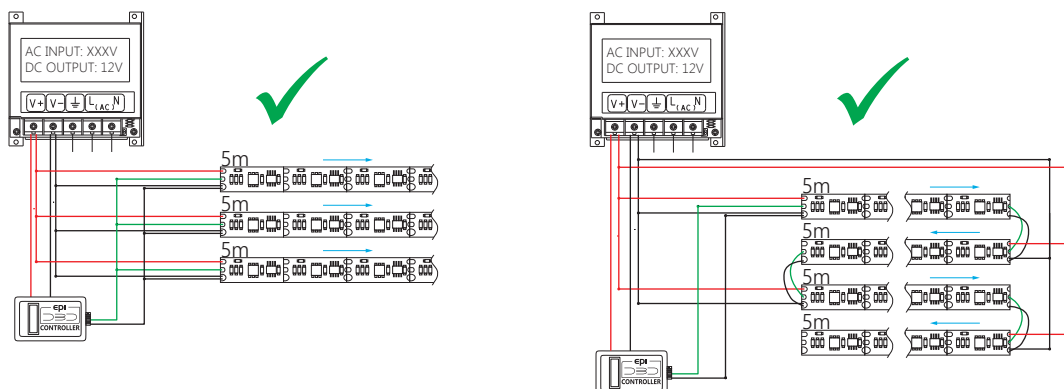 AC INPUT: XXXV
DC OUTPUT: 12V
V+ V- L(AC) N
5m
5m
5m
EPI
CONTROLLER
AC INPUT: XXXV
DC OUTPUT: 12V
V+ V- L(AC) N
5m
5m
5m
5m
EPI
CONTROLLER